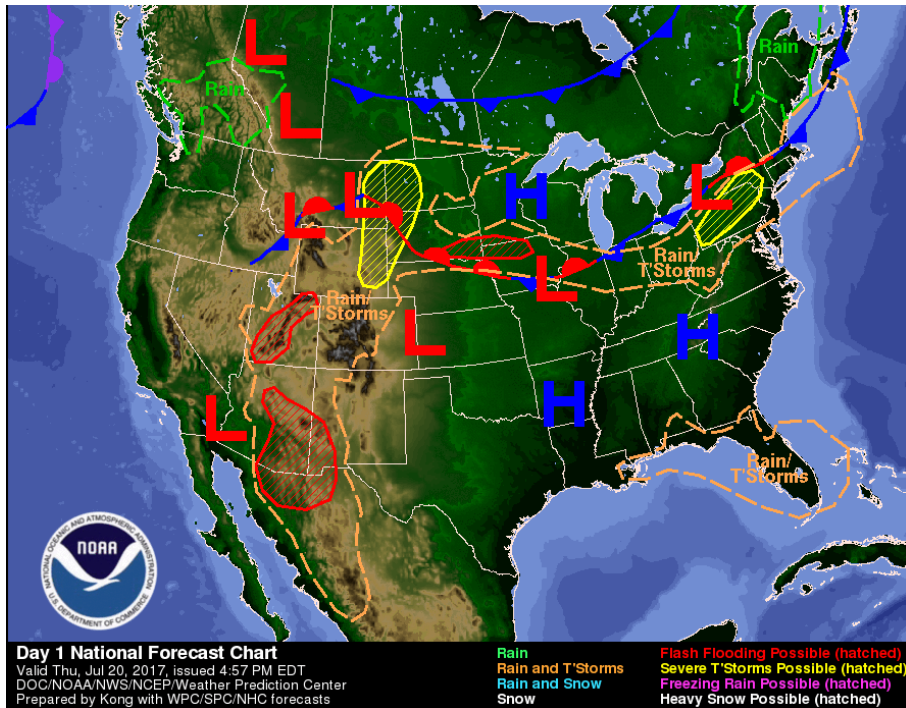 L
Rain
Rain
L
L
L
H
L
Rain/
T'Storms
Rain/
T'Storms
L
L
H
H
L
Rain/
T'Storms
NATIONAL OCEANIC AND ATMOSPHERIC ADMINISTRATION
NOAA
U.S. DEPARTMENT OF COMMERCE
Day 1 National Forecast Chart
Valid Thu, Jul 20, 2017, issued 4:57 PM EDT
DOC/NOAA/NWS/NCEP/Weather Prediction Center
Prepared by Kong with WPC/SPC/NHC forecasts
Rain
Rain and T'Storms
Rain and Snow
Snow
Flash Flooding Possible (hatched)
Severe T'Storms Possible (hatched)
Freezing Rain Possible (hatched)
Heavy Snow Possible (hatched)